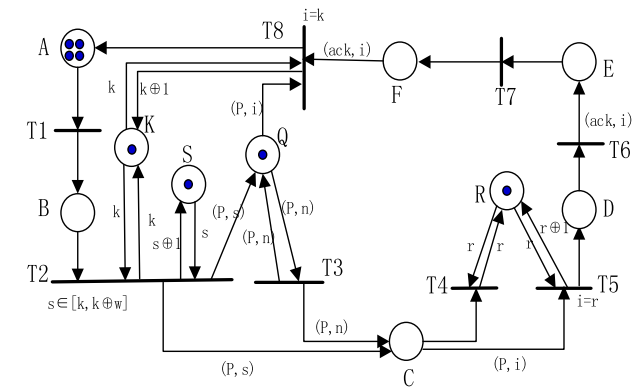 i=k
A
T8
(ack,i)
E
F
T7
k
k⊕1
(P,i)
T1
K
Q
(ack,i)
S
T6
R
B
k
k
s⊕1
s
(P,s)
(P,n)
(P,n)
D
r
r
r
r⊕1
T2
T3
T4
T5
s∈[k,k⊕w]
i=r
(P,n)
(P,s)
C
(P,i)